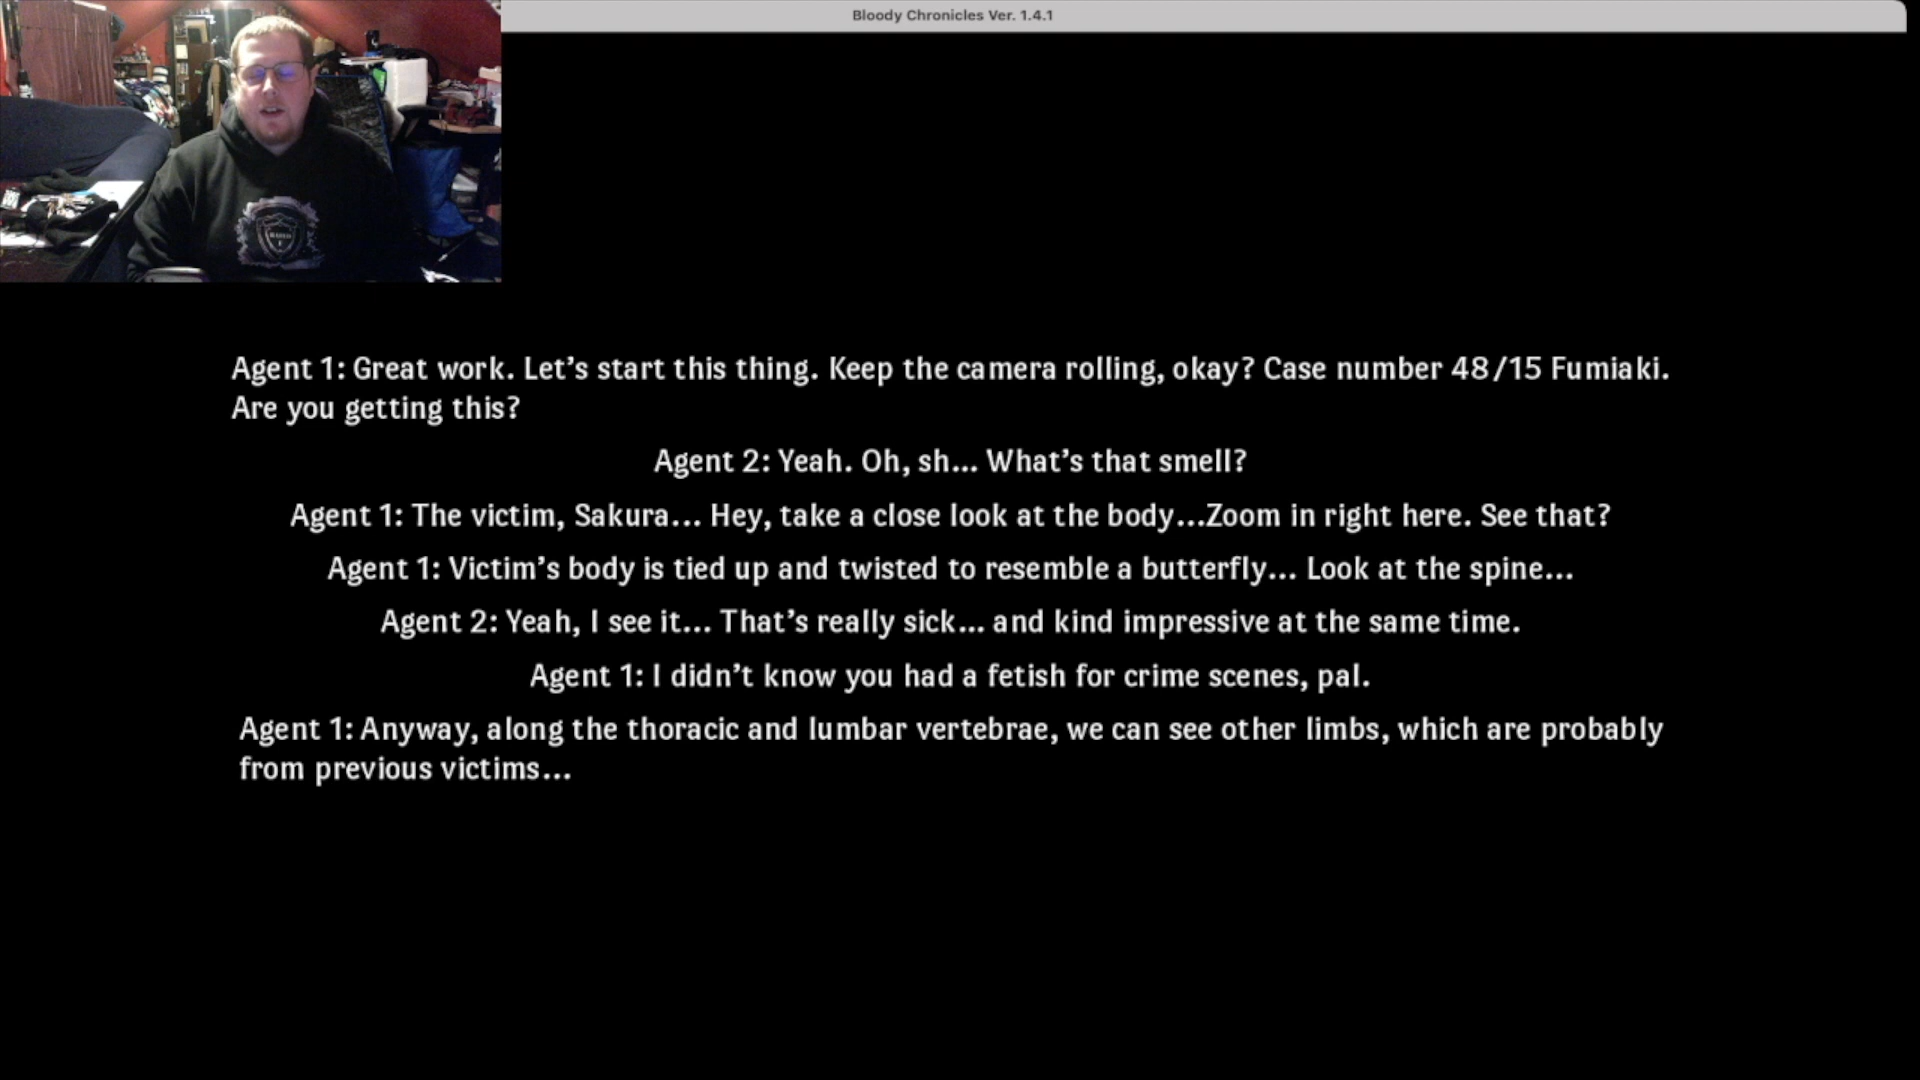 Bloody Chronicles Ver. 1.4.1
Agent 1: Great work. Let's start this thing. Keep the camera rolling, okay? Case number 48/15 Fumiaki.
Are you getting this?
Agent 2: Yeah. Oh, sh... What's that smell?
Agent 1: The victim, Sakura... Hey, take a close look at the body...Zoom in right here. See that?
Agent 1: Victim's body is tied up and twisted to resemble a butterfly... Look at the spine...
Agent 2: Yeah, I see it... That's really sick... and kind impressive at the same time.
Agent 1: I didn't know you had a fetish for crime scenes, pal.
Agent 1: Anyway, along the thoracic and lumbar vertebrae, we can see other limbs, which are probably
from previous victims...